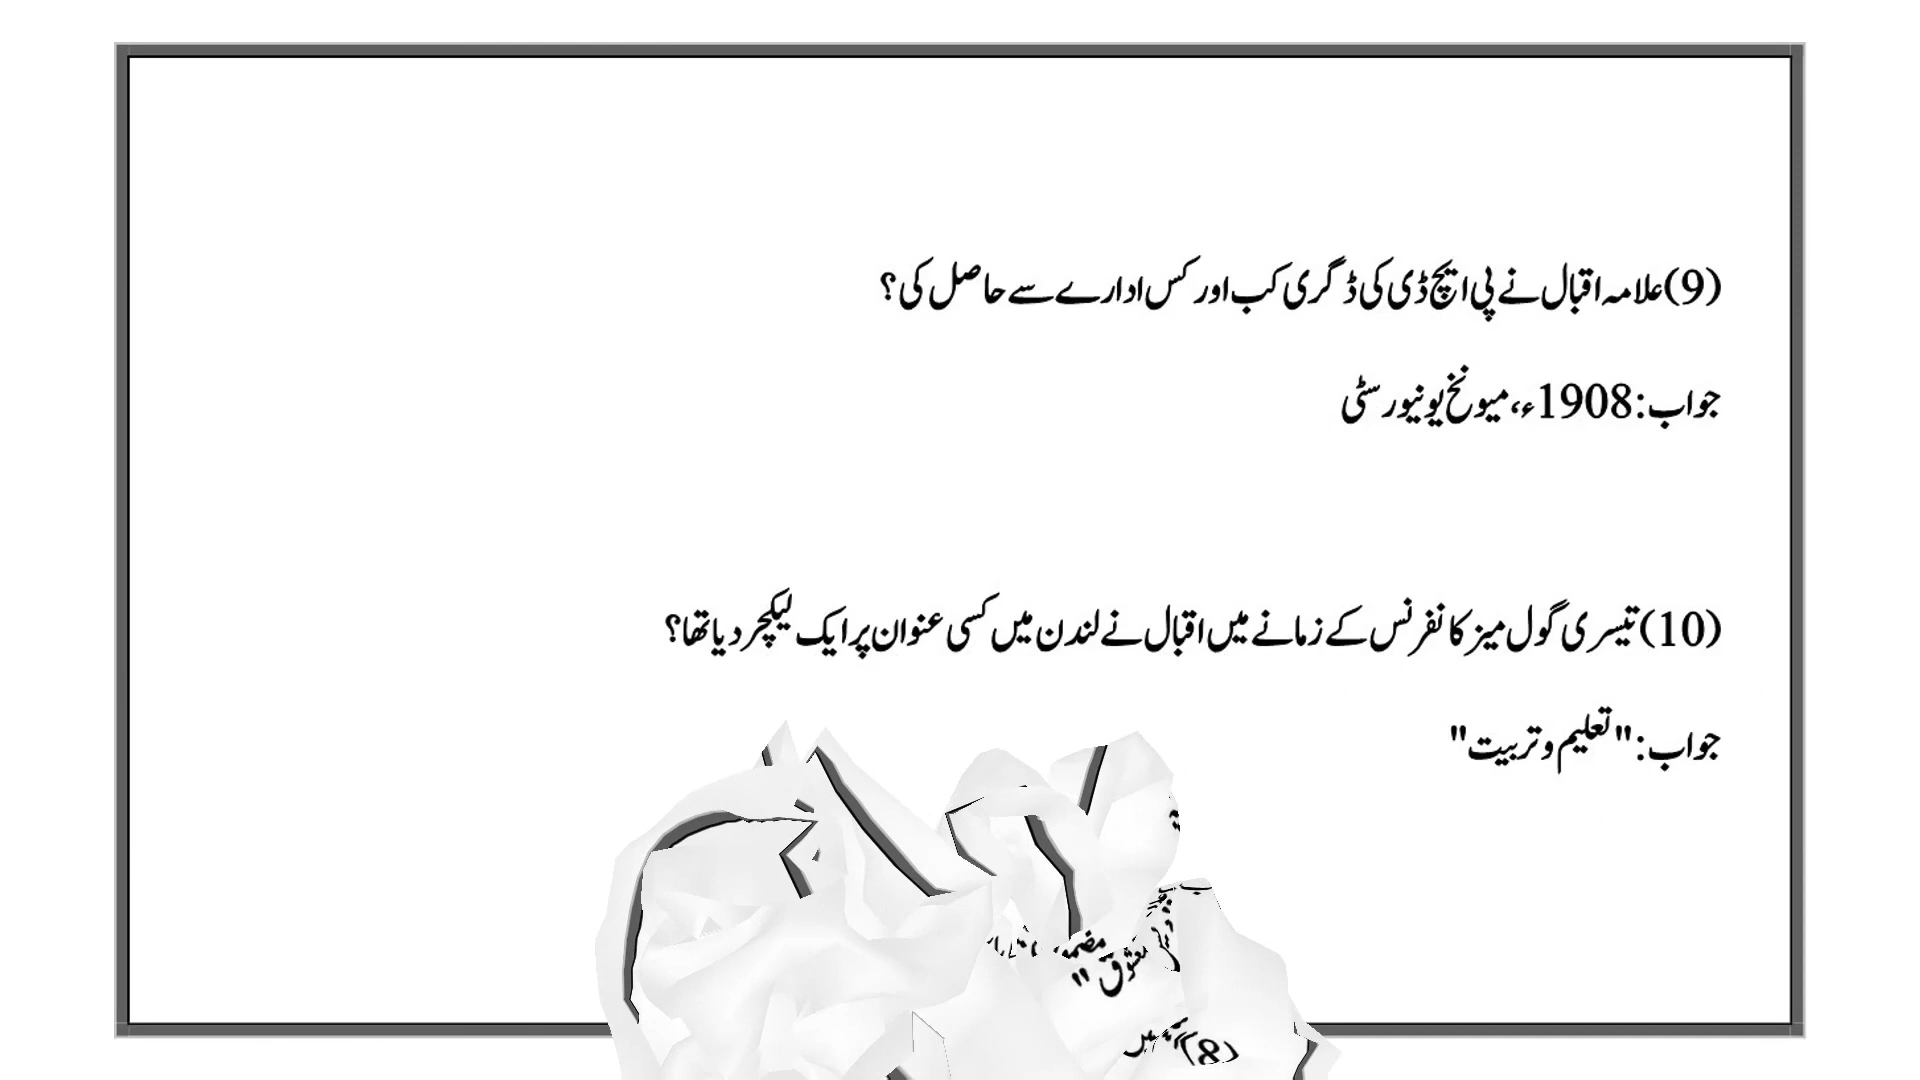 (9)علامہ اقبال نے پی ایچ ڈی کی ڈگری کب اور کس ادارے سے حاصل کی؟
جواب:1908ء، میونخ یونیورسٹی
(10)تیسری گول میز کانفرنس کے زمانے میں اقبال نے لندن میں کسی عنوان پر ایک لیکچر دیا تھا؟
جواب:"تعلیم و تربیت"
معشوق"
(8)